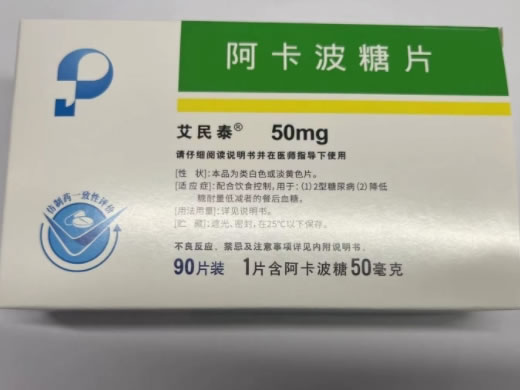 阿卡波糖片
艾民泰® 50mg
请仔细阅读说明书并在医师指导下使用
[性 状]:本品为类白色或淡黄色片。
[适应症]:配合饮食控制,用于:(1)2型糖尿病(2)降低
糖耐量低减者的餐后血糖。
[用法用量]:详见说明书。
[贮 藏]:遮光、密封,在25℃以下保存。
不良反应、禁忌及注意事项详见内附说明书。
90片装 1片含阿卡波糖50毫克
仿制药一致性评价